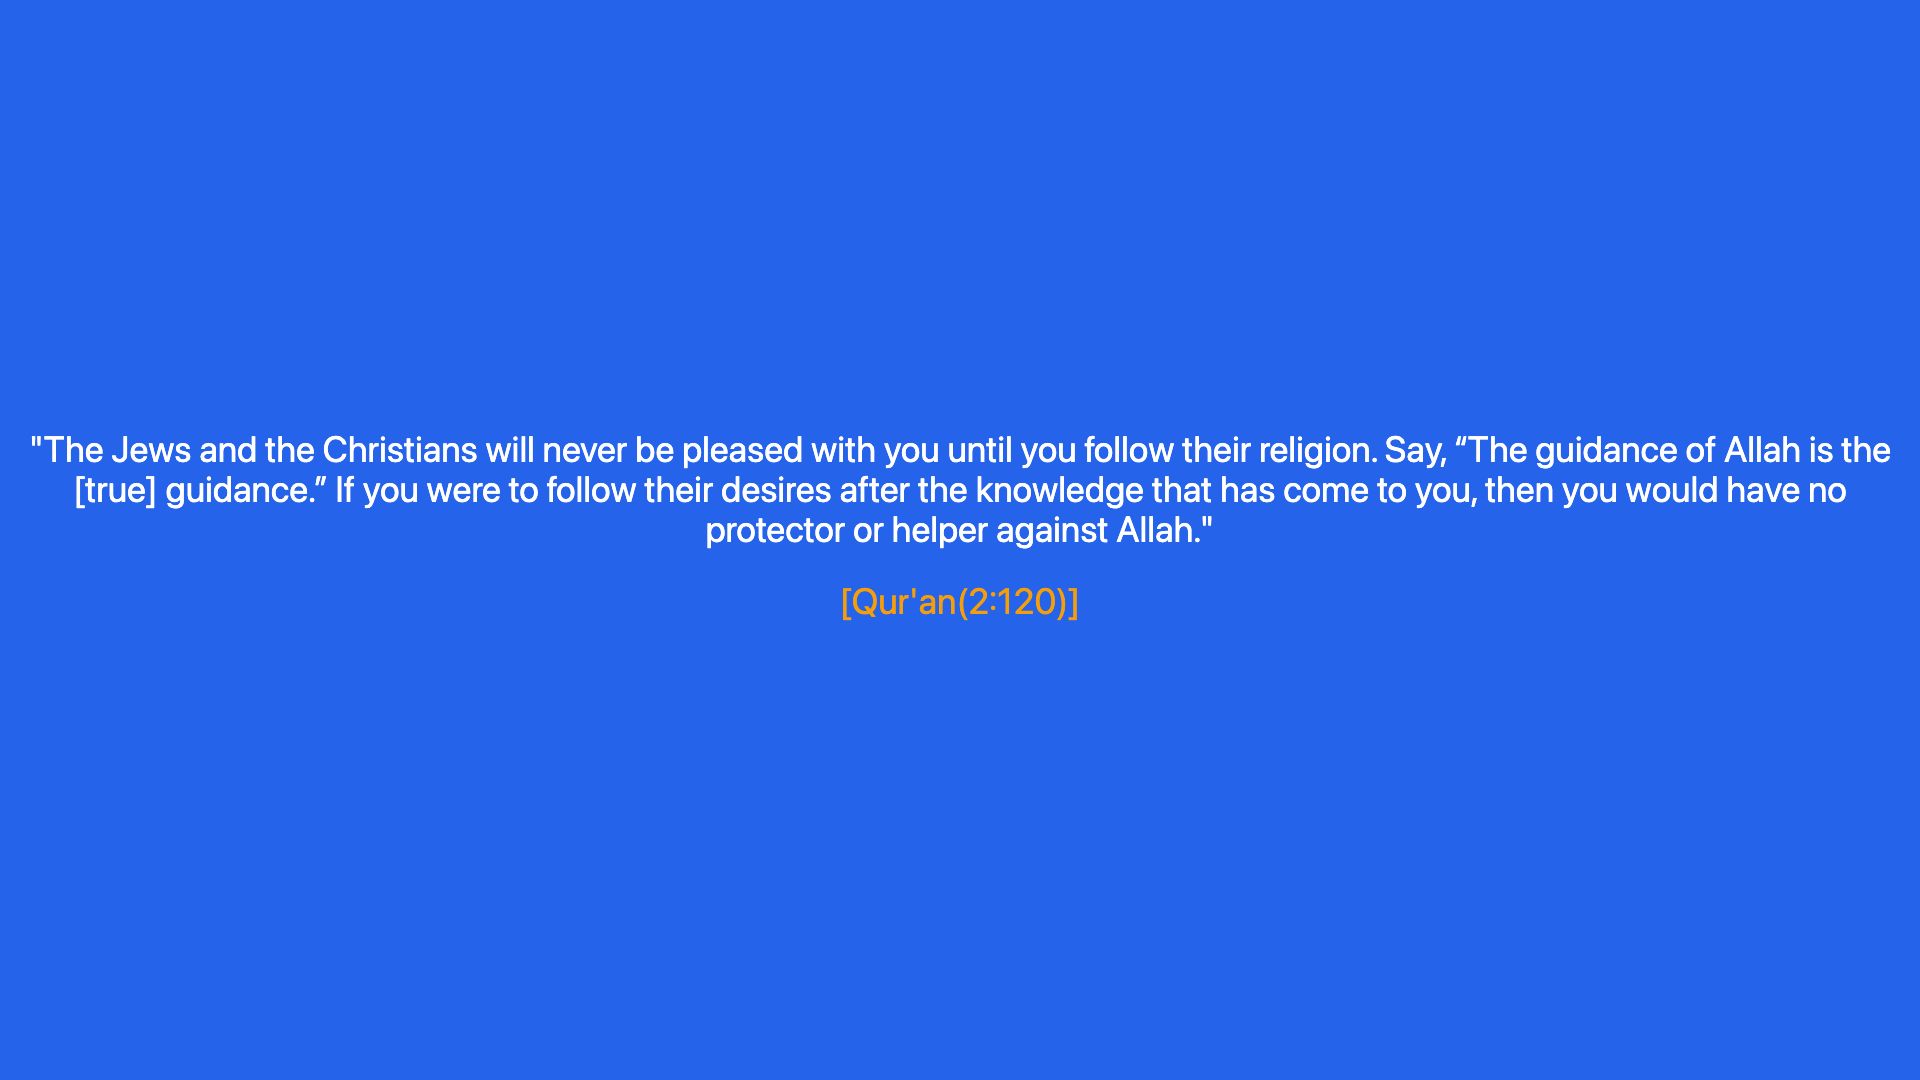 "The Jews and the Christians will never be pleased with you until you follow their religion. Say, “The guidance of Allah is the
[true] guidance.” If you were to follow their desires after the knowledge that has come to you, then you would have no
protector or helper against Allah."
[Qur'an(2:120)]